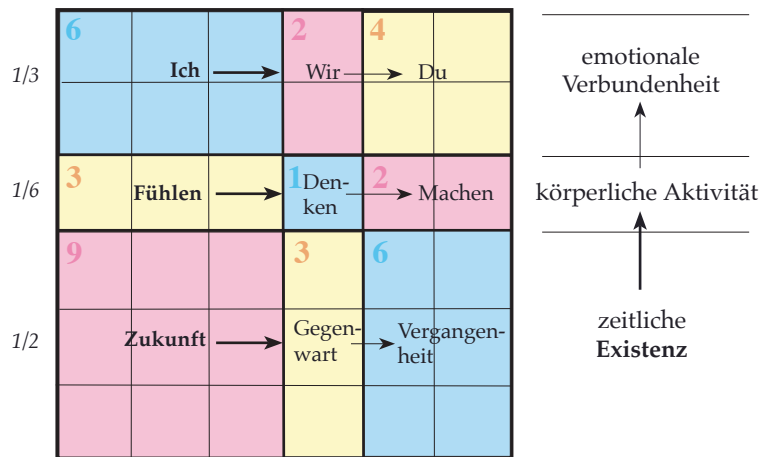 6 2 4
1/3 Ich Wir Du
emotionale
Verbundenheit
3 1 2
1/6 Fühlen Den-
ken Machen
körperliche Aktivität
9 3 6
1/2 Zukunft Gegen-
wart Vergangen-
heit
zeitliche
Existenz